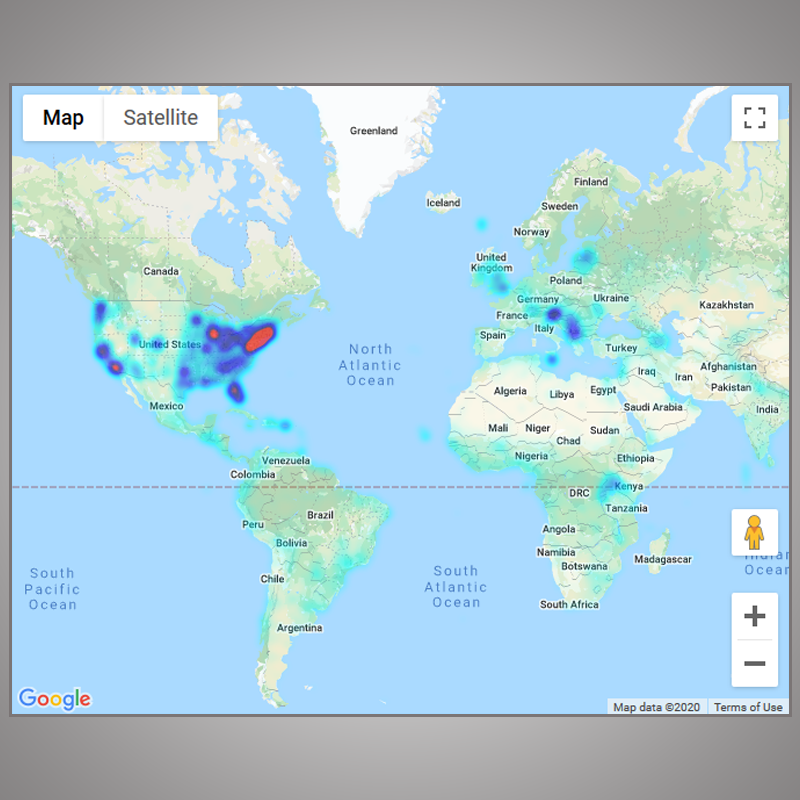 Map
Satellite
Greenland
Finland
Iceland
Sweden
Norway
United
Kingdom
Canada
Poland
Germany
Ukraine
Kazakhstan
France
Italy
Spain
United States
North
Atlantic
Ocean
Turkey
Afghanistan
Iraq
Iran
Pakistan
Algeria
Libya
Egypt
Saudi Arabia
India
Mexico
Mali
Niger
Sudan
Chad
Venezuela
Nigeria
Ethiopia
Colombia
Kenya
DRC
Tanzania
Brazil
Peru
Angola
Bolivia
Namibia
Madagascar
Botswana
Indian
Ocean
South
Pacific
Ocean
South
Atlantic
Ocean
Chile
South Africa
Argentina
Google
Map data ©2020
Terms of Use